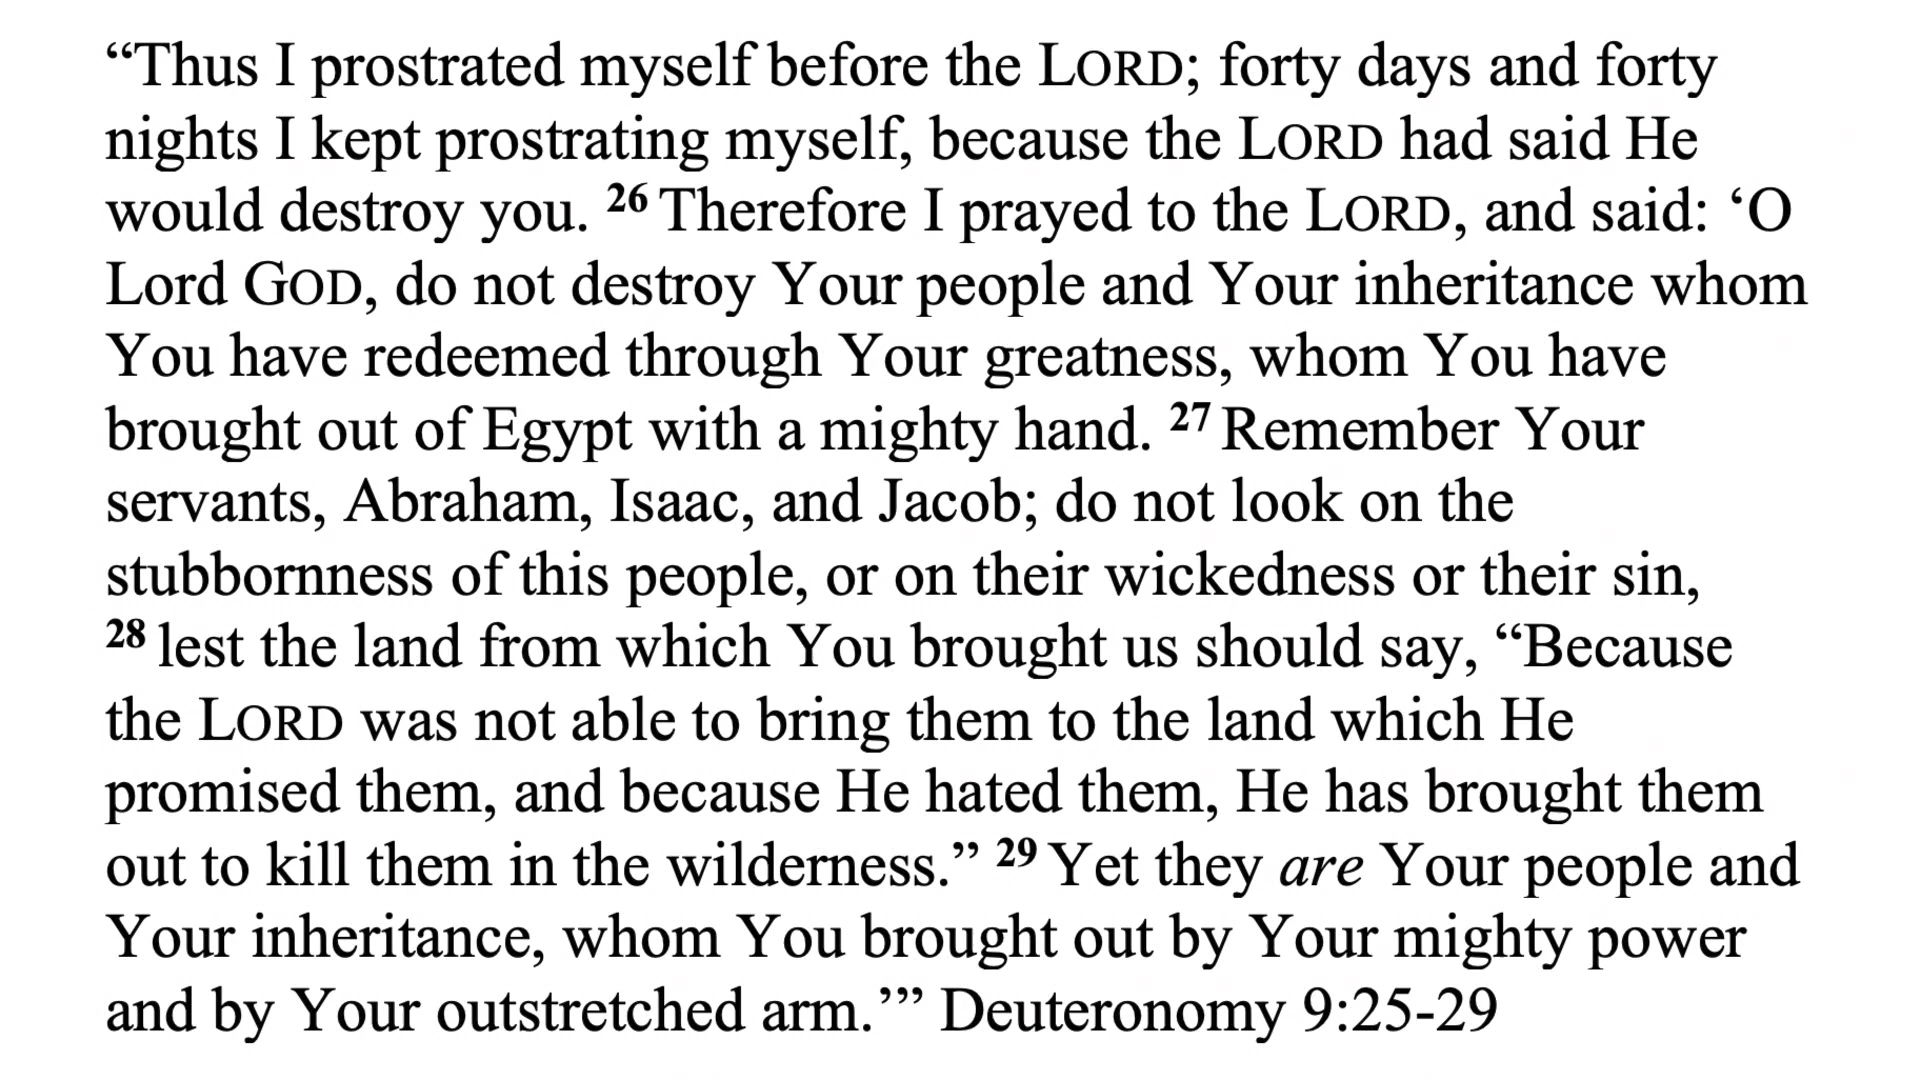 “Thus I prostrated myself before the LORD; forty days and forty
nights I kept prostrating myself, because the LORD had said He
would destroy you. 26 Therefore I prayed to the LORD, and said: ‘O
Lord GOD, do not destroy Your people and Your inheritance whom
You have redeemed through Your greatness, whom You have
brought out of Egypt with a mighty hand. 27 Remember Your
servants, Abraham, Isaac, and Jacob; do not look on the
stubbornness of this people, or on their wickedness or their sin,
28 lest the land from which You brought us should say, “Because
the LORD was not able to bring them to the land which He
promised them, and because He hated them, He has brought them
out to kill them in the wilderness.” 29 Yet they are Your people and
Your inheritance, whom You brought out by Your mighty power
and by Your outstretched arm.’” Deuteronomy 9:25-29